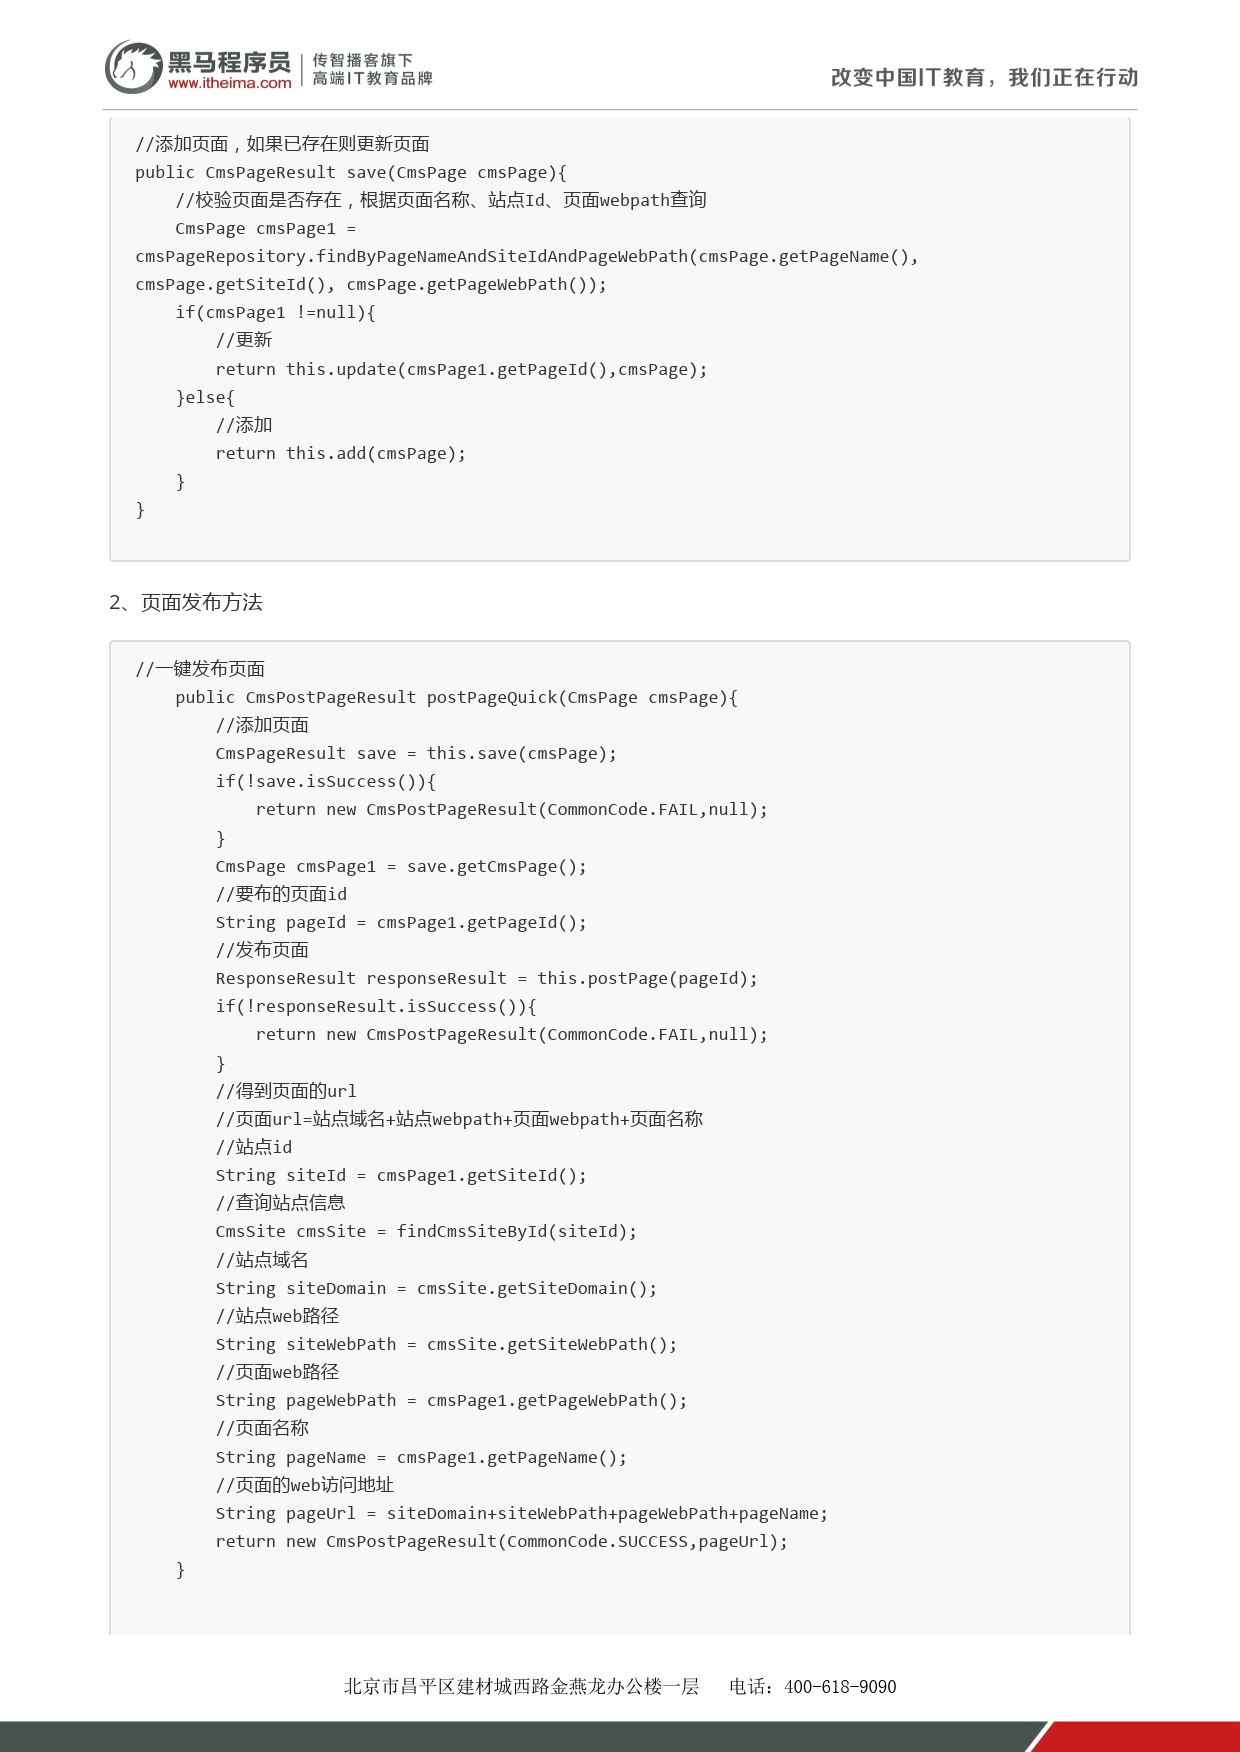 黑马程序员
www.itheima.com
传智播客旗下
高端IT教育品牌
改变中国IT教育，我们正在行动
//添加页面，如果已存在则更新页面
public CmsPageResult save(CmsPage cmsPage){
    //校验页面是否存在，根据页面名称、站点Id、页面webpath查询
    CmsPage cmsPage1 =
cmsPageRepository.findByPageNameAndSiteIdAndPageWebPath(cmsPage.getPageName(),
cmsPage.getSiteId(), cmsPage.getPageWebPath());
    if(cmsPage1 !=null){
        //更新
        return this.update(cmsPage1.getPageId(),cmsPage);
    }else{
        //添加
        return this.add(cmsPage);
    }
}
2、页面发布方法
//一键发布页面
    public CmsPostPageResult postPageQuick(CmsPage cmsPage){
        //添加页面
        CmsPageResult save = this.save(cmsPage);
        if(!save.isSuccess()){
            return new CmsPostPageResult(CommonCode.FAIL,null);
        }
        CmsPage cmsPage1 = save.getCmsPage();
        //要布的页面id
        String pageId = cmsPage1.getPageId();
        //发布页面
        ResponseResult responseResult = this.postPage(pageId);
        if(!responseResult.isSuccess()){
            return new CmsPostPageResult(CommonCode.FAIL,null);
        }
        //得到页面的url
        //页面url=站点域名+站点webpath+页面webpath+页面名称
        //站点id
        String siteId = cmsPage1.getSiteId();
        //查询站点信息
        CmsSite cmsSite = findCmsSiteById(siteId);
        //站点域名
        String siteDomain = cmsSite.getSiteDomain();
        //站点web路径
        String siteWebPath = cmsSite.getSiteWebPath();
        //页面web路径
        String pageWebPath = cmsPage1.getPageWebPath();
        //页面名称
        String pageName = cmsPage1.getPageName();
        //页面的web访问地址
        String pageUrl = siteDomain+siteWebPath+pageWebPath+pageName;
        return new CmsPostPageResult(CommonCode.SUCCESS,pageUrl);
    }
北京市昌平区建材城西路金燕龙办公楼一层 电话：400-618-9090